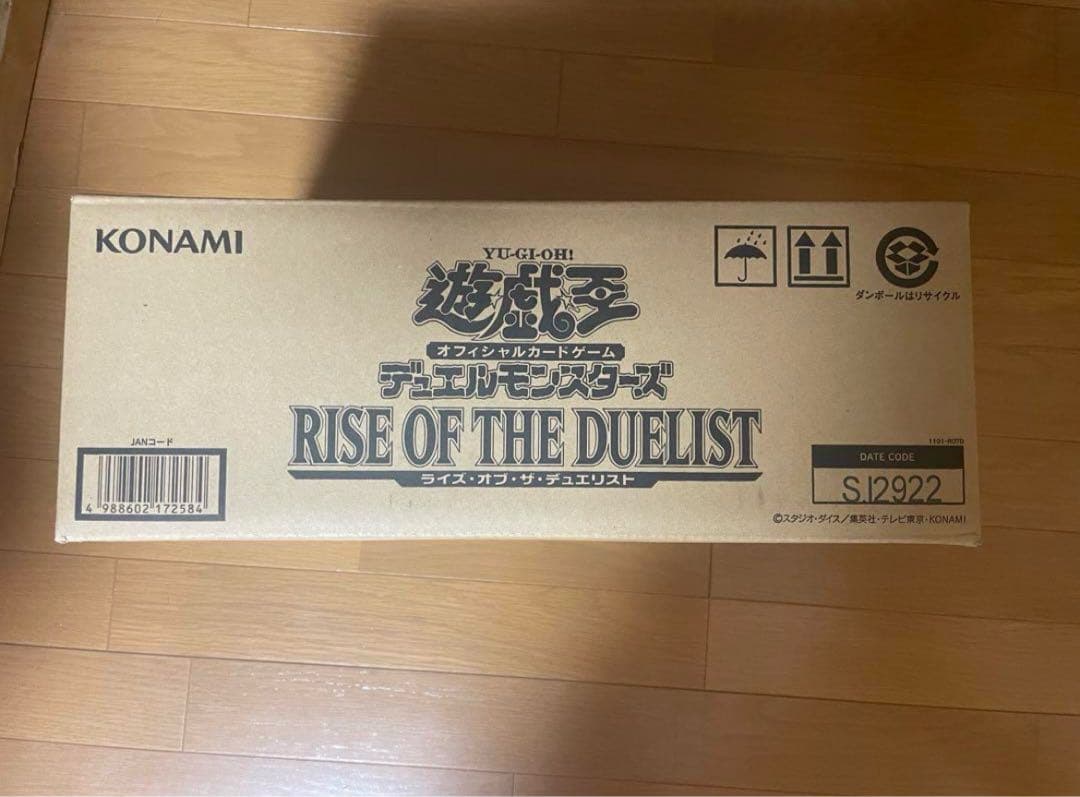 KONAMI
YU-GI-OH!
遊戯王
オフィシャルカードゲーム
デュエルモンスターズ
RISE OF THE DUELIST
ライズ・オブ・ザ・デュエリスト
ダンボールはリサイクル
JANコード
4 988602 172584
1101-ROTD
DATE CODE
S.I2922
©スタジオ・ダイス/集英社・テレビ東京・KONAMI